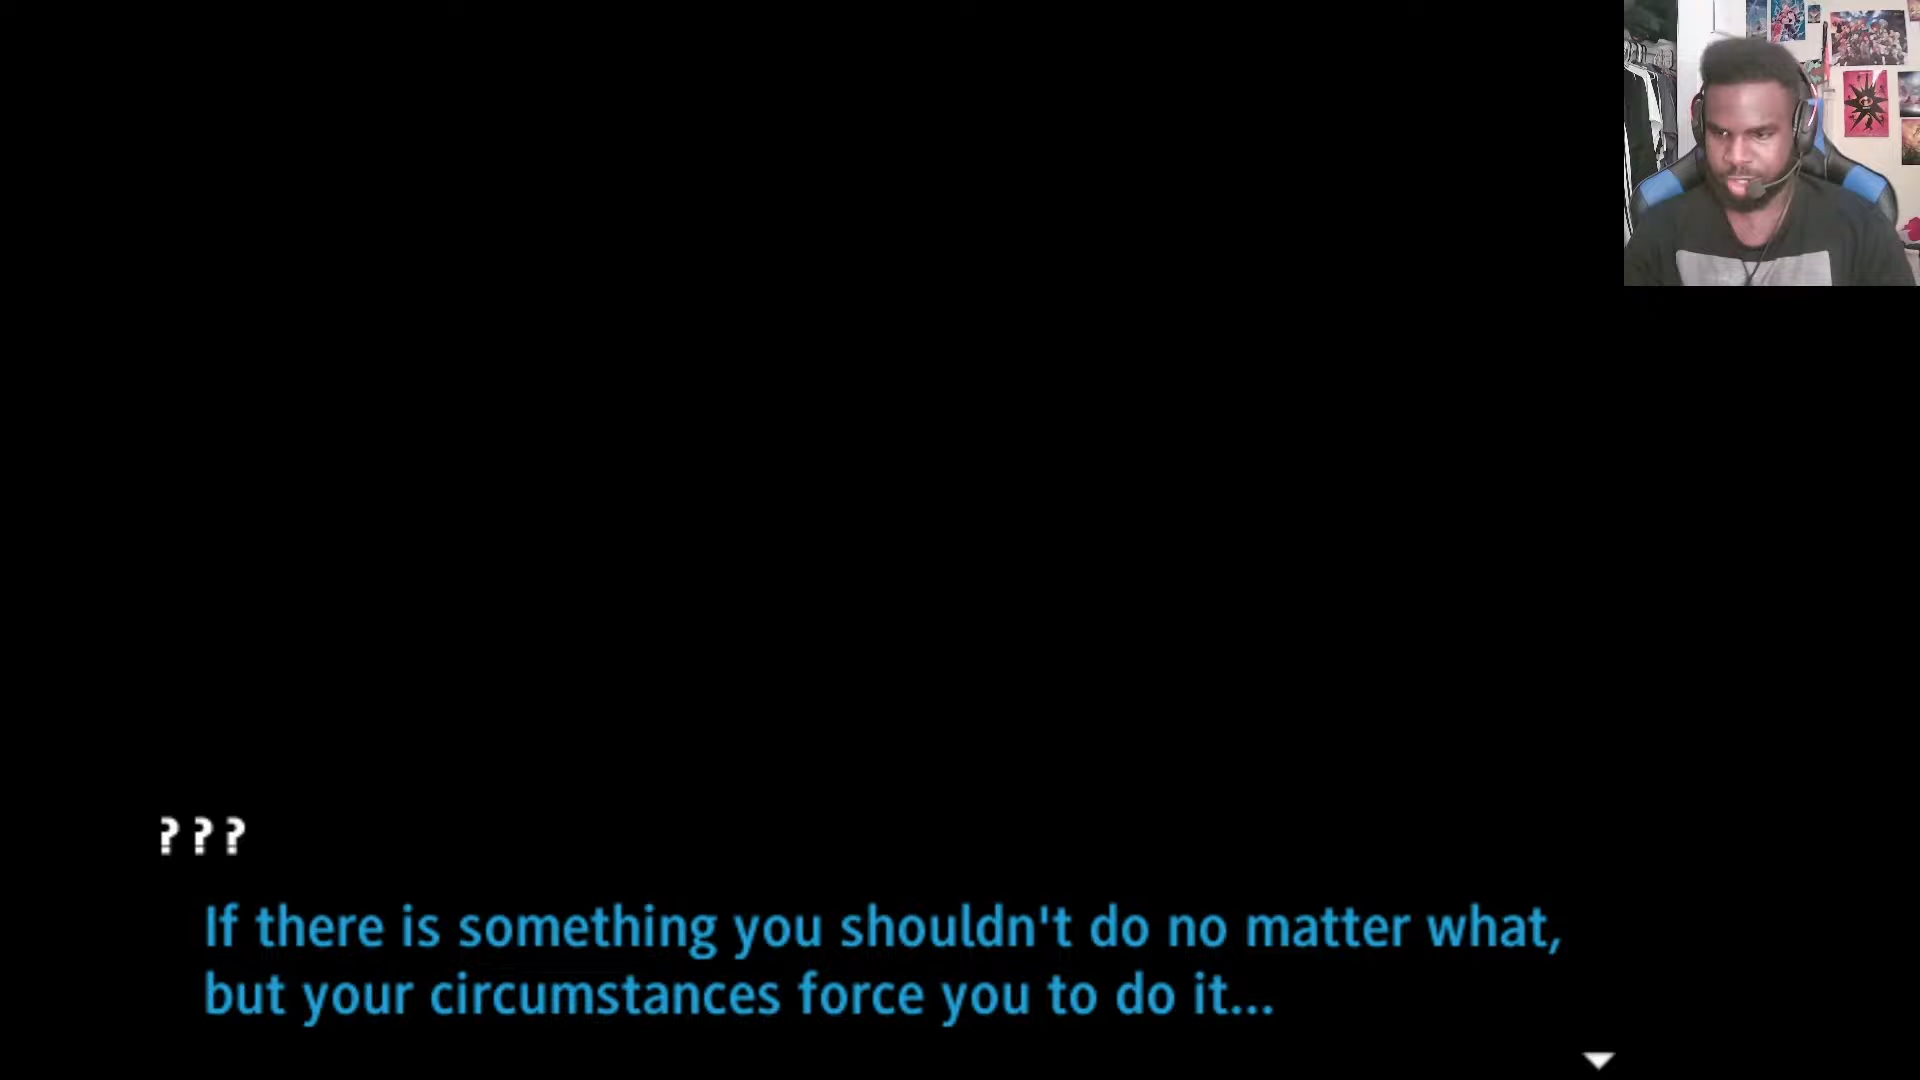 ???
If there is something you shouldn't do no matter what,
but your circumstances force you to do it...